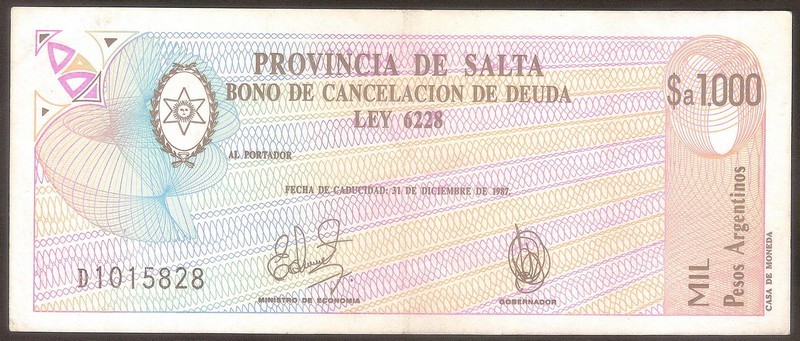 PROVINCIA DE SALTA
BONO DE CANCELACION DE DEUDA
LEY 6228
$a 1.000
AL PORTADOR
FECHA DE CADUCIDAD: 31 DE DICIEMBRE DE 1987.
D1015828
MINISTRO DE ECONOMIA
GOBERNADOR
MIL
Pesos Argentinos
CASA DE MONEDA